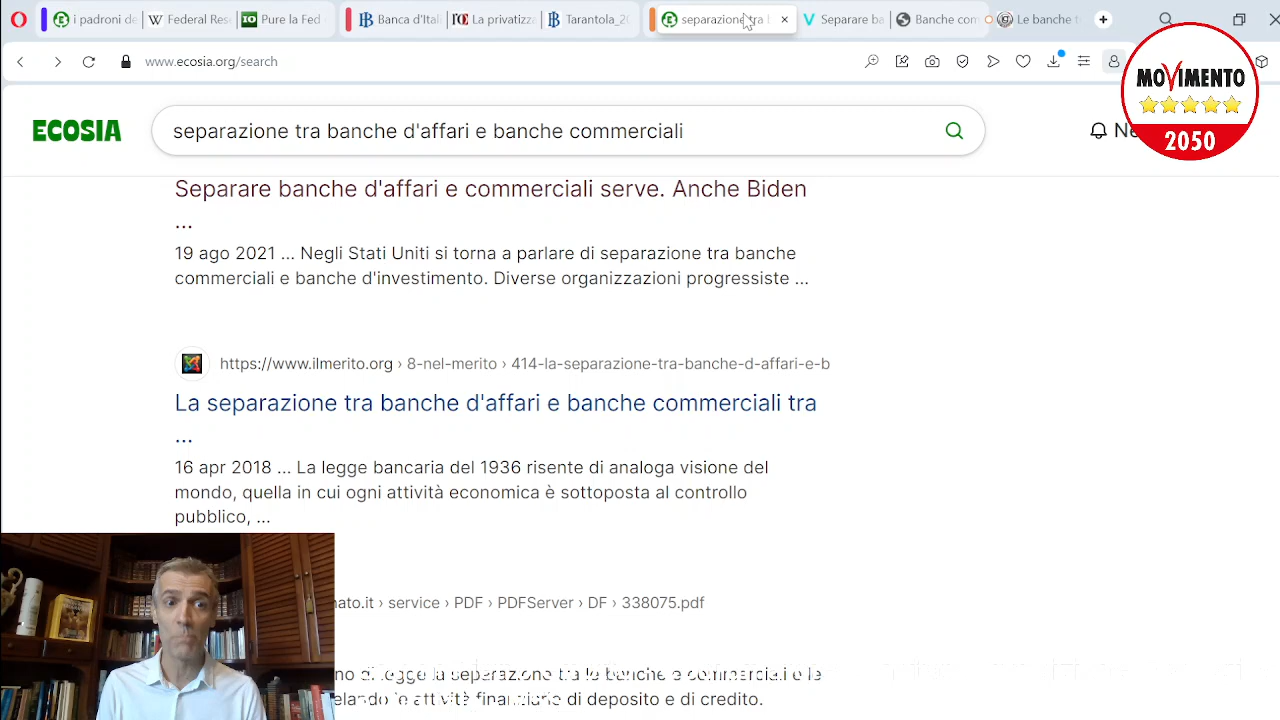 i padroni de
Federal Res
Pure la Fed
Banca d'Itali
La privatizz
Tarantola_20
separazione tra
Separare ba
Banche com
Le banche t
www.ecosia.org/search
MOVIMENTO
2050
ECOSIA
separazione tra banche d'affari e banche commerciali
Ne
Separare banche d'affari e commerciali serve. Anche Biden
...
19 ago 2021 ... Negli Stati Uniti si torna a parlare di separazione tra banche
commerciali e banche d'investimento. Diverse organizzazioni progressiste ...
https://www.ilmerito.org › 8-nel-merito › 414-la-separazione-tra-banche-d-affari-e-b
La separazione tra banche d'affari e banche commerciali tra
...
16 apr 2018 ... La legge bancaria del 1936 risente di analoga visione del
mondo, quella in cui ogni attività economica è sottoposta al controllo
pubblico, ...
nato.it › service › PDF › PDFServer › DF › 338075.pdf
no di legge la separazione tra le banche commerciali e le
attività finanziarie di deposito e di credito.